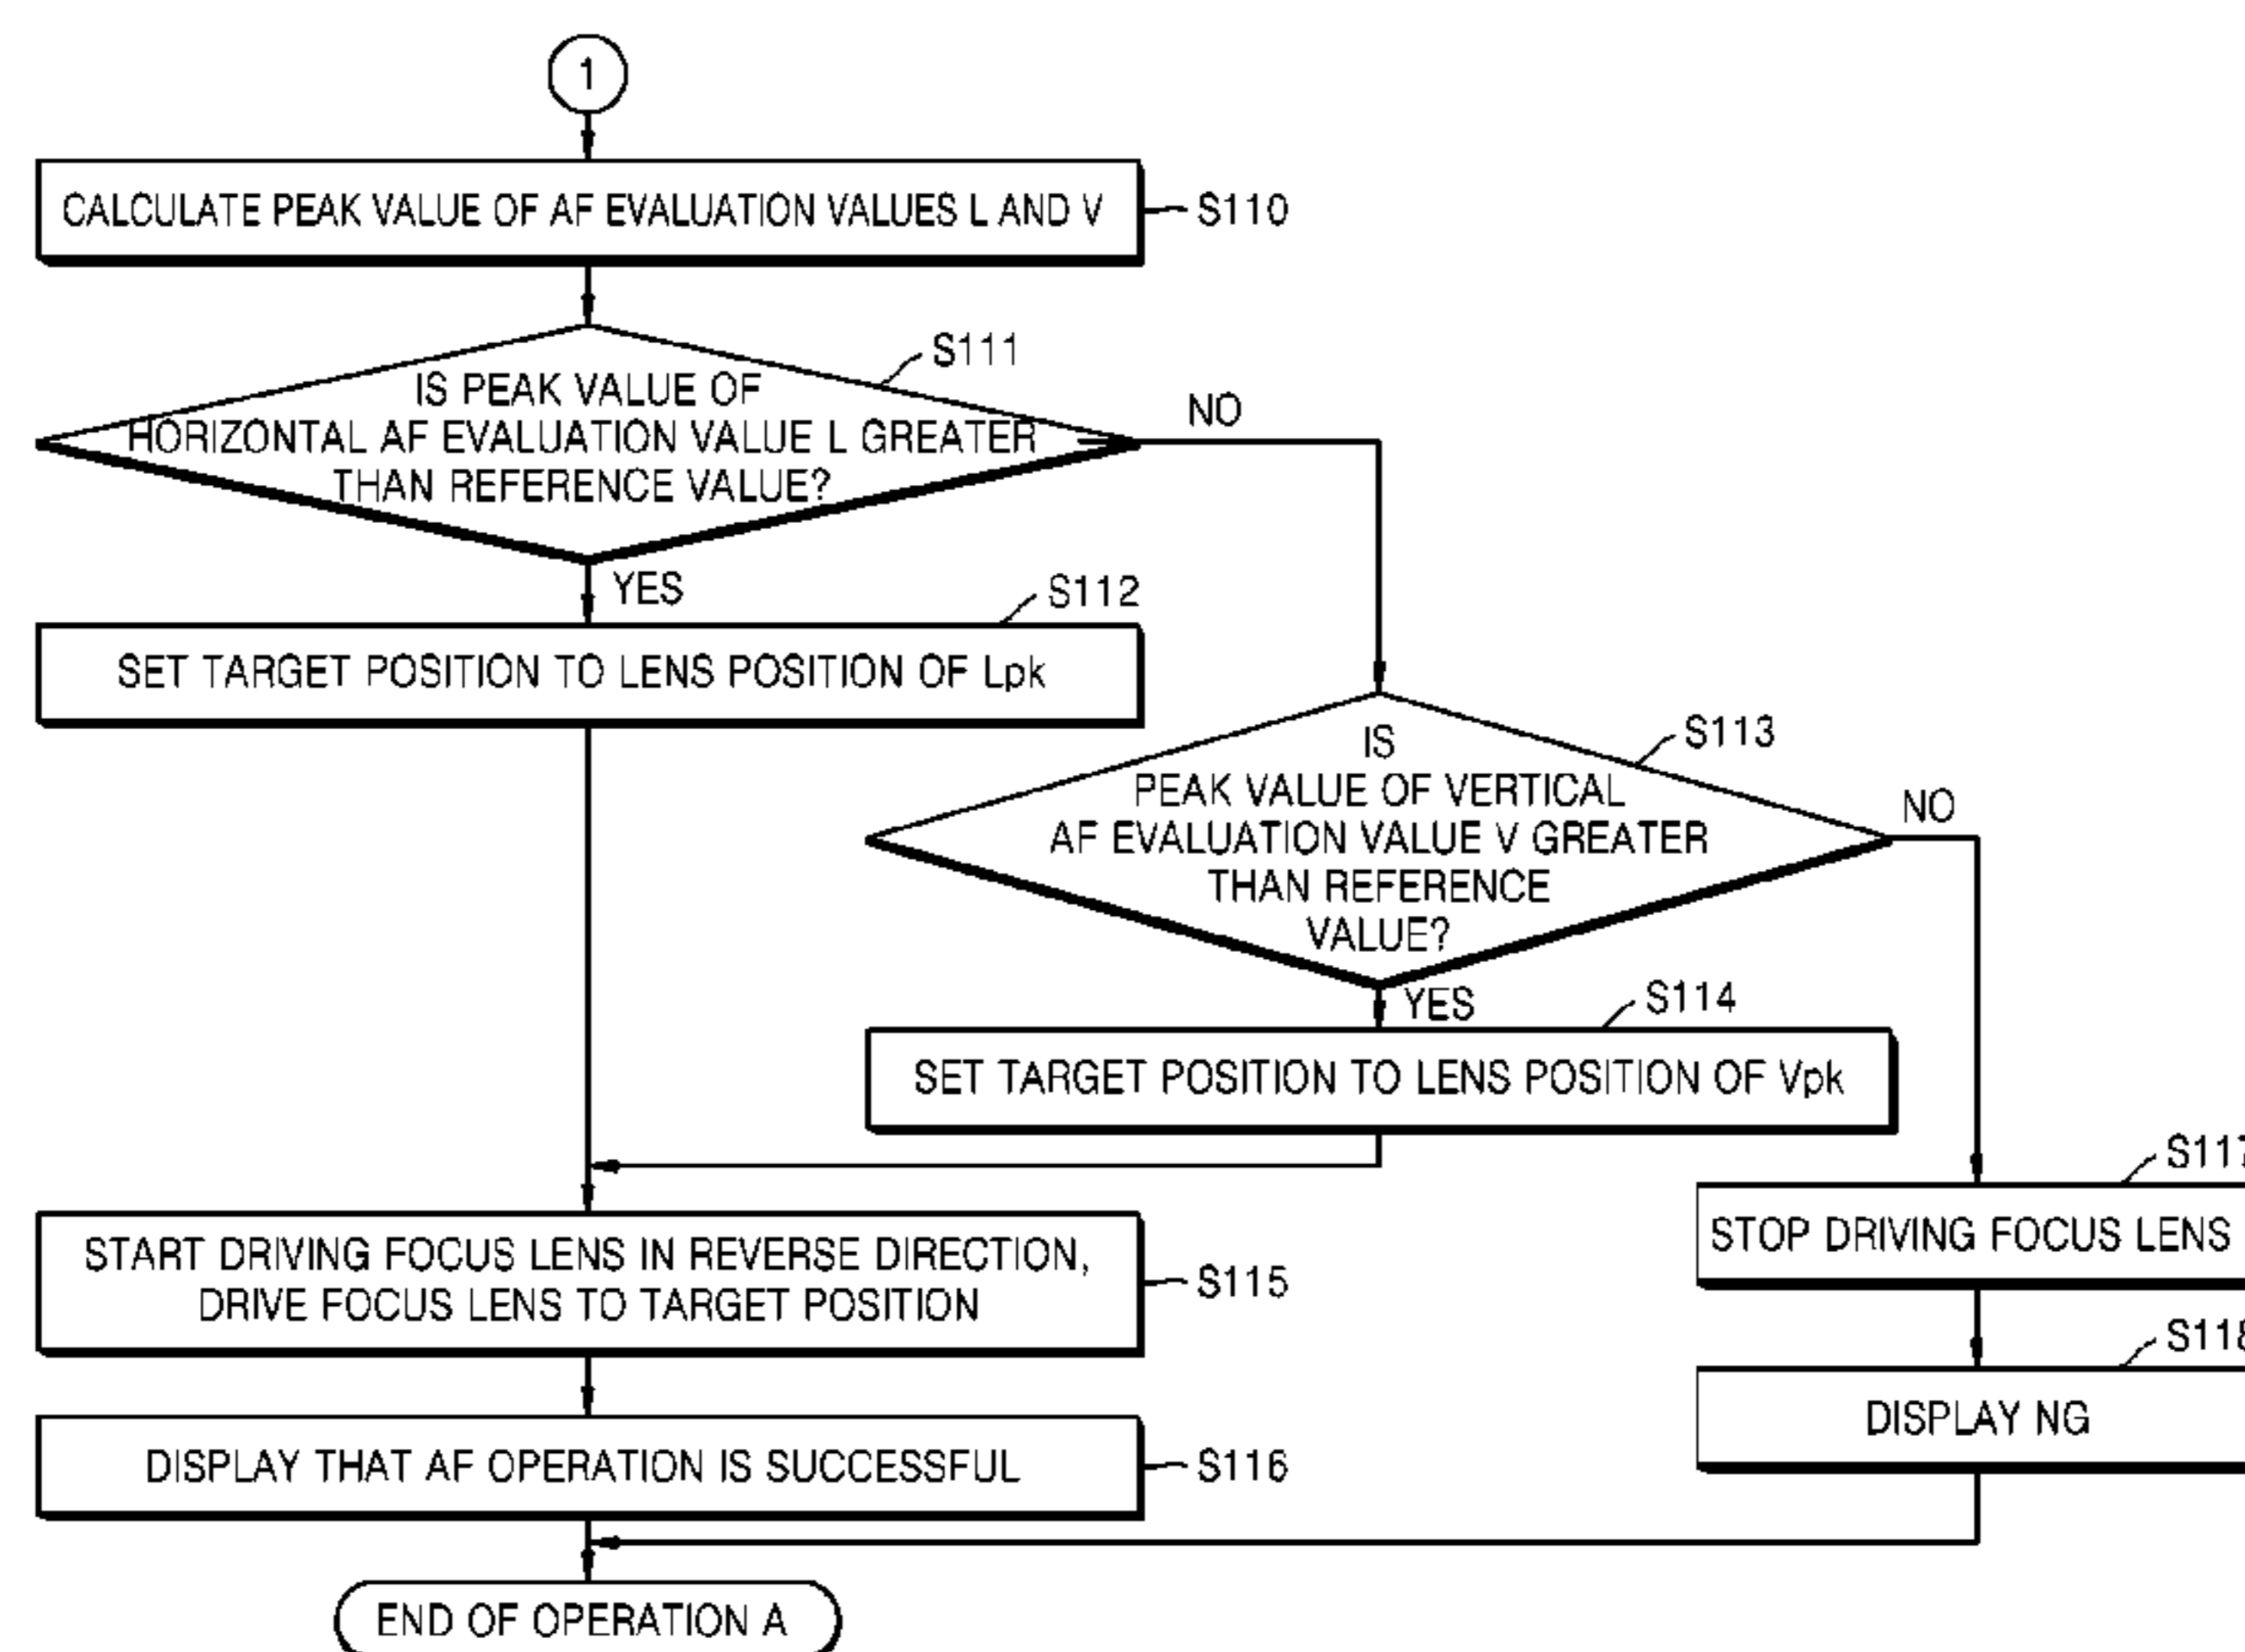 1
CALCULATE PEAK VALUE OF AF EVALUATION VALUES L AND V
S110
S111
IS PEAK VALUE OF
HORIZONTAL AF EVALUATION VALUE L GREATER
THAN REFERENCE VALUE?
NO
YES
S112
SET TARGET POSITION TO LENS POSITION OF Lpk
S113
IS
PEAK VALUE OF VERTICAL
AF EVALUATION VALUE V GREATER
THAN REFERENCE
VALUE?
NO
YES
S114
SET TARGET POSITION TO LENS POSITION OF Vpk
S117
STOP DRIVING FOCUS LENS
START DRIVING FOCUS LENS IN REVERSE DIRECTION,
DRIVE FOCUS LENS TO TARGET POSITION
S115
S118
DISPLAY NG
DISPLAY THAT AF OPERATION IS SUCCESSFUL
S116
END OF OPERATION A